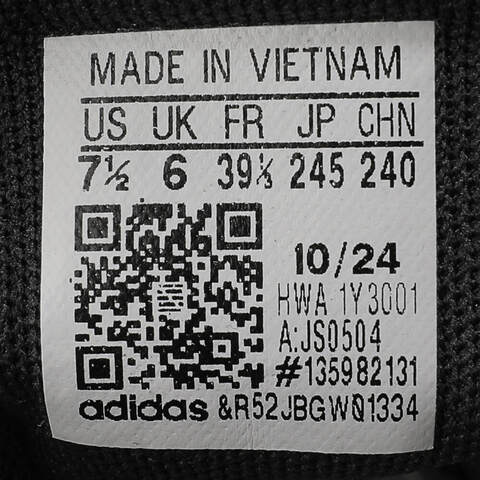 MADE IN VIETNAM
US UK FR JP CHN
7½ 6 39⅓ 245 240
10/24
HWA 1Y3001
A:JS0504
#135982131
adidas &R52JBGW01334